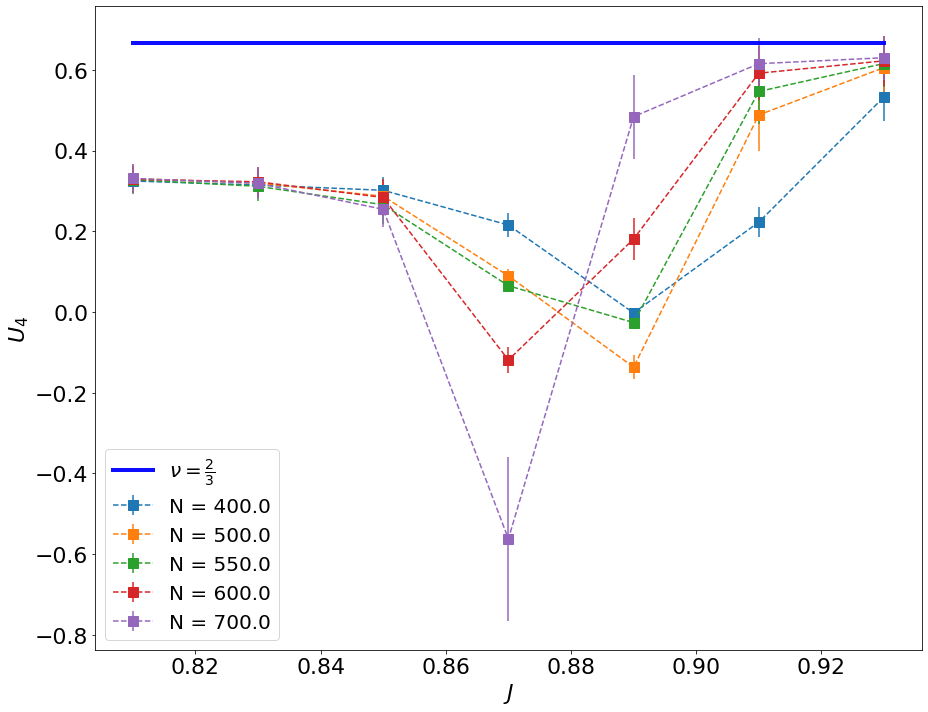 0.6
0.4
0.2
0.0
−0.2
−0.4
−0.6
−0.8
U₄
ν = 2/3
N = 400.0
N = 500.0
N = 550.0
N = 600.0
N = 700.0
0.82 0.84 0.86 0.88 0.90 0.92
J